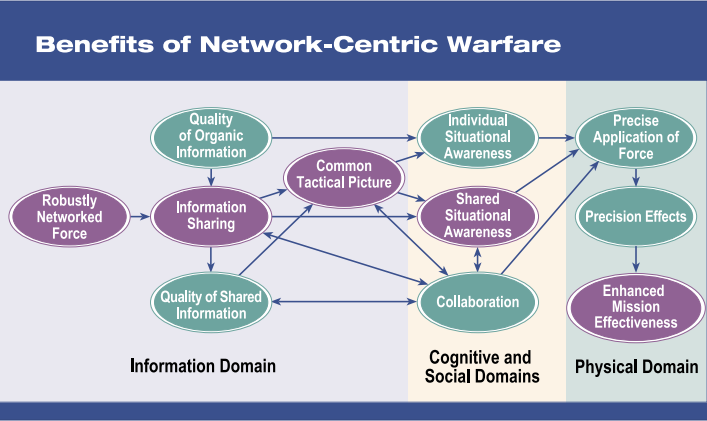 Benefits of Network-Centric Warfare
Quality
of Organic
Information
Individual
Situational
Awareness
Precise
Application of
Force
Common
Tactical Picture
Robustly
Networked
Force
Information
Sharing
Shared
Situational
Awareness
Precision Effects
Quality of Shared
Information
Collaboration
Enhanced
Mission
Effectiveness
Information Domain
Cognitive and
Social Domains
Physical Domain